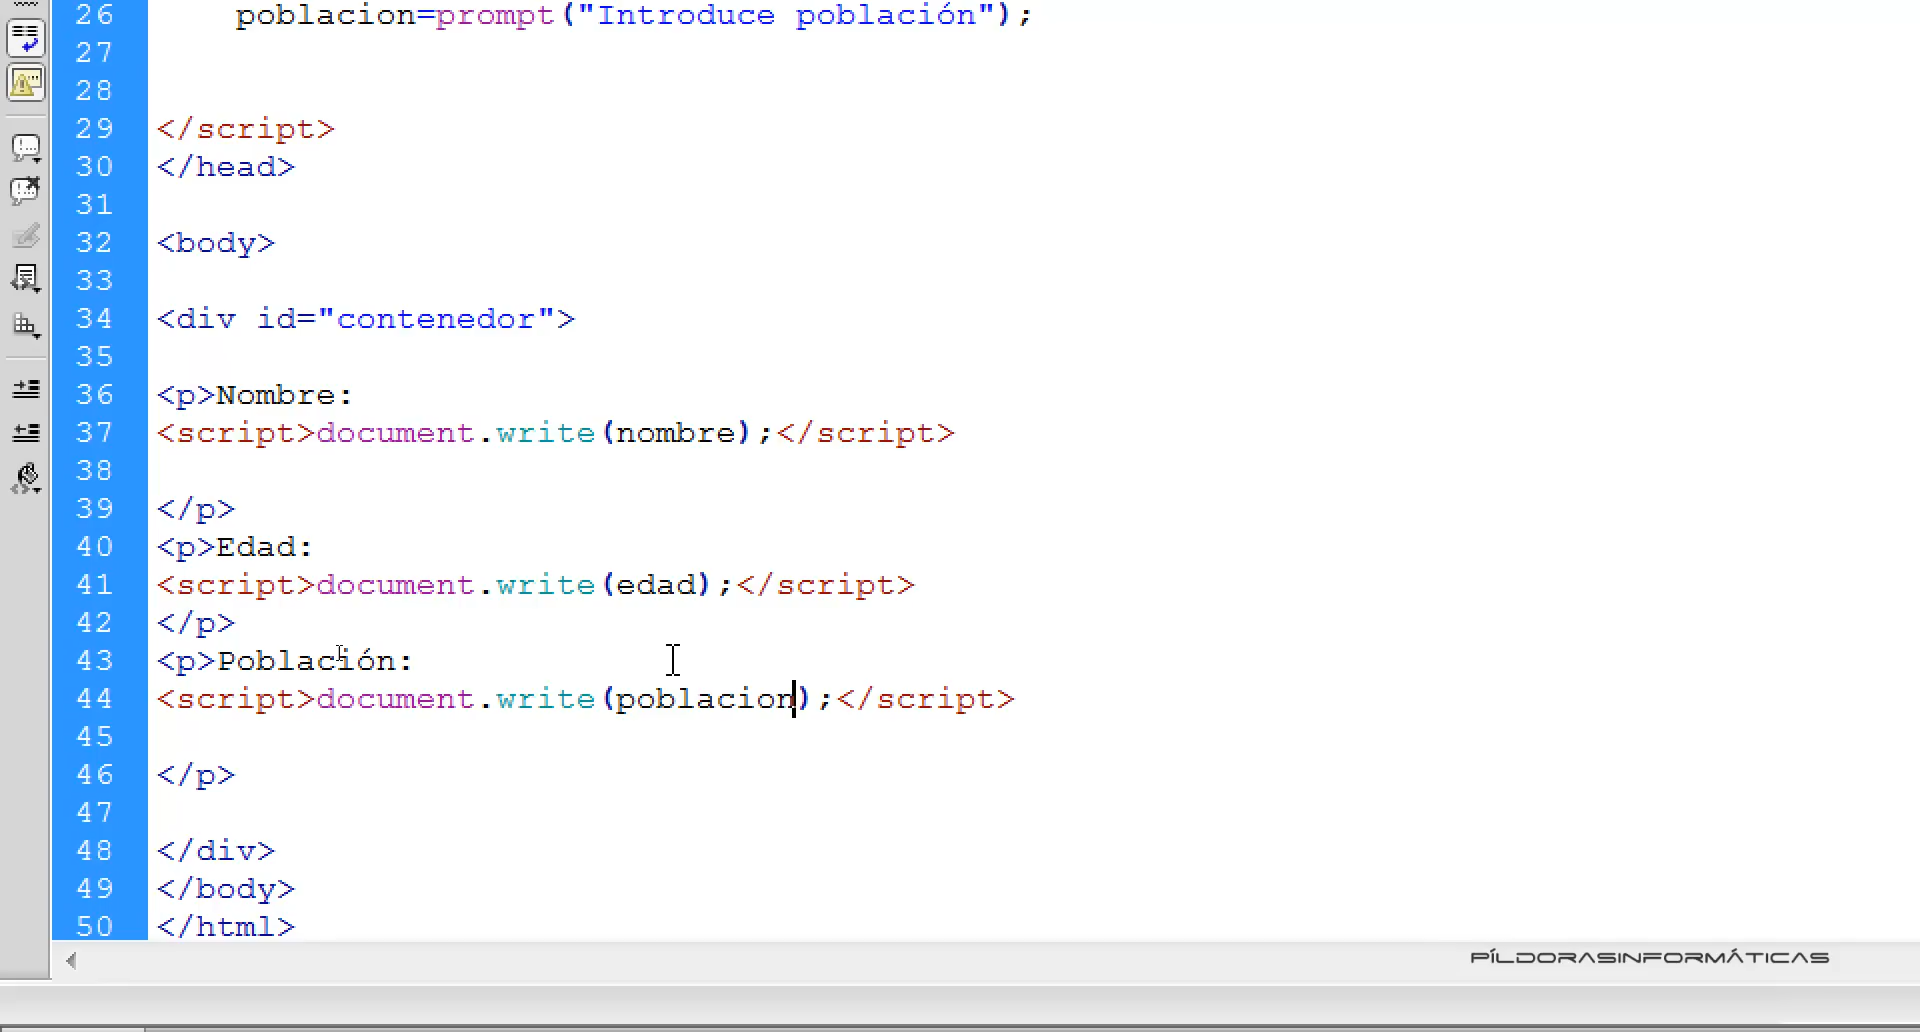 26 poblacion=prompt("Introduce población");
27
28
29 </script>
30 </head>
31
32 <body>
33
34 <div id="contenedor">
35
36 <p>Nombre:
37 <script>document.write(nombre);</script>
38
39 </p>
40 <p>Edad:
41 <script>document.write(edad);</script>
42 </p>
43 <p>Población:
44 <script>document.write(poblacion);</script>
45
46 </p>
47
48 </div>
49 </body>
50 </html>
PÍLDORASINFORMÁTICAS